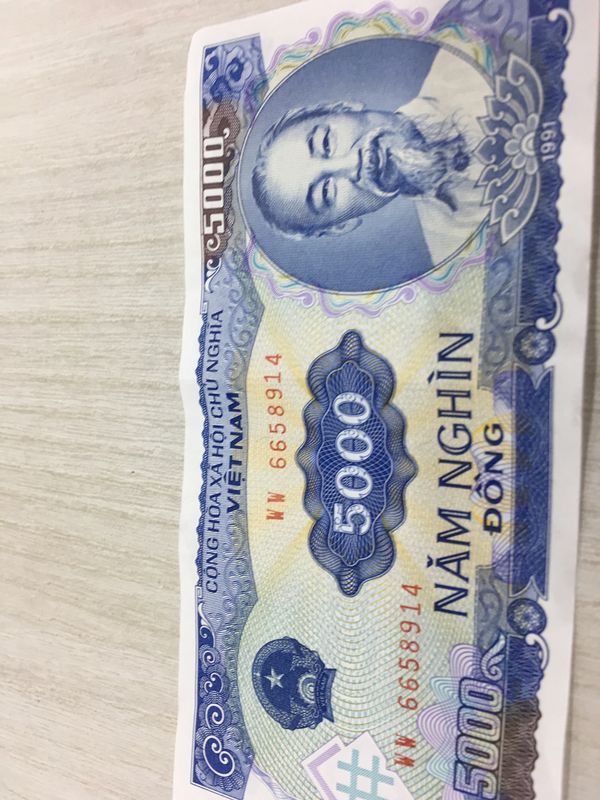 CỘNG HÒA XÃ HỘI CHỦ NGHĨA
VIỆT NAM
5000
WW 6658914
5000
WW 6658914
NĂM NGHÌN
ĐỒNG
5000
1991
#